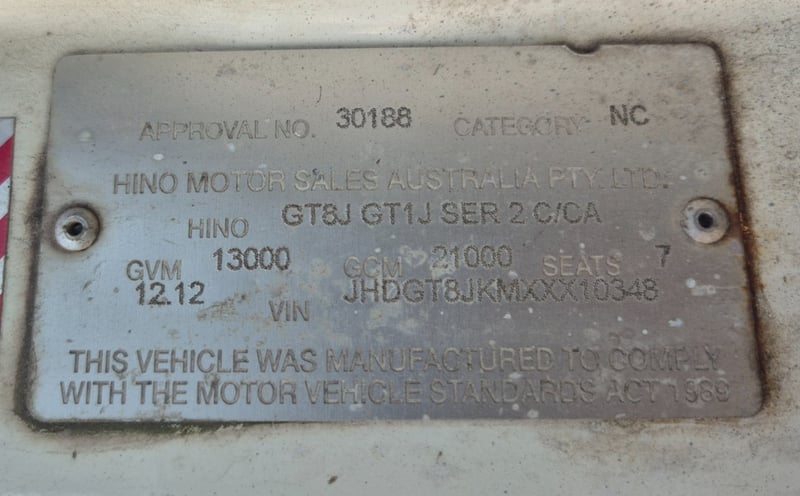 APPROVAL NO. 30188 CATEGORY NC
HINO MOTOR SALES AUSTRALIA PTY. LTD.
HINO GT8J GT1J SER 2 C/CA
GVM 13000 GCM 21000 SEATS 7
12.12 VIN JHDGT8JKMXXX10348
THIS VEHICLE WAS MANUFACTURED TO COMPLY
WITH THE MOTOR VEHICLE STANDARDS ACT 1989